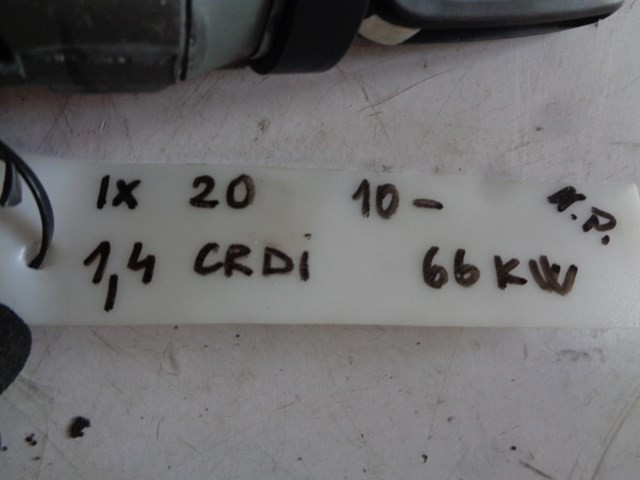 IX 20 10- N.D.
1,4 CRDi 66 KW